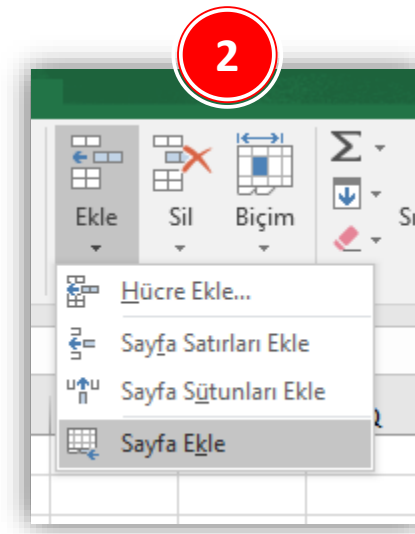 2
Ekle Sil Biçim
Hücre Ekle...
Sayfa Satırları Ekle
Sayfa Sütunları Ekle
Sayfa Ekle